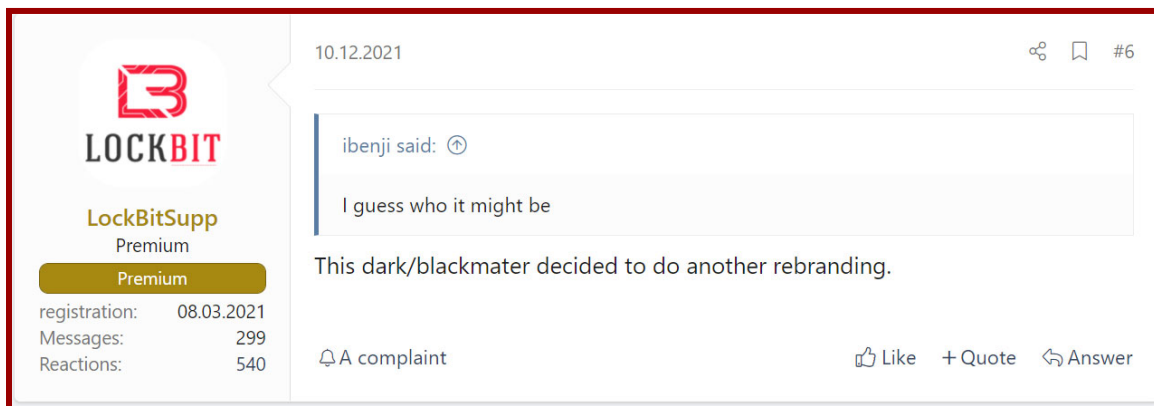 LOCKBIT
LockBitSupp
Premium
Premium
registration: 08.03.2021
Messages: 299
Reactions: 540
10.12.2021
#6
ibenji said:
I guess who it might be
This dark/blackmater decided to do another rebranding.
A complaint
Like +Quote Answer